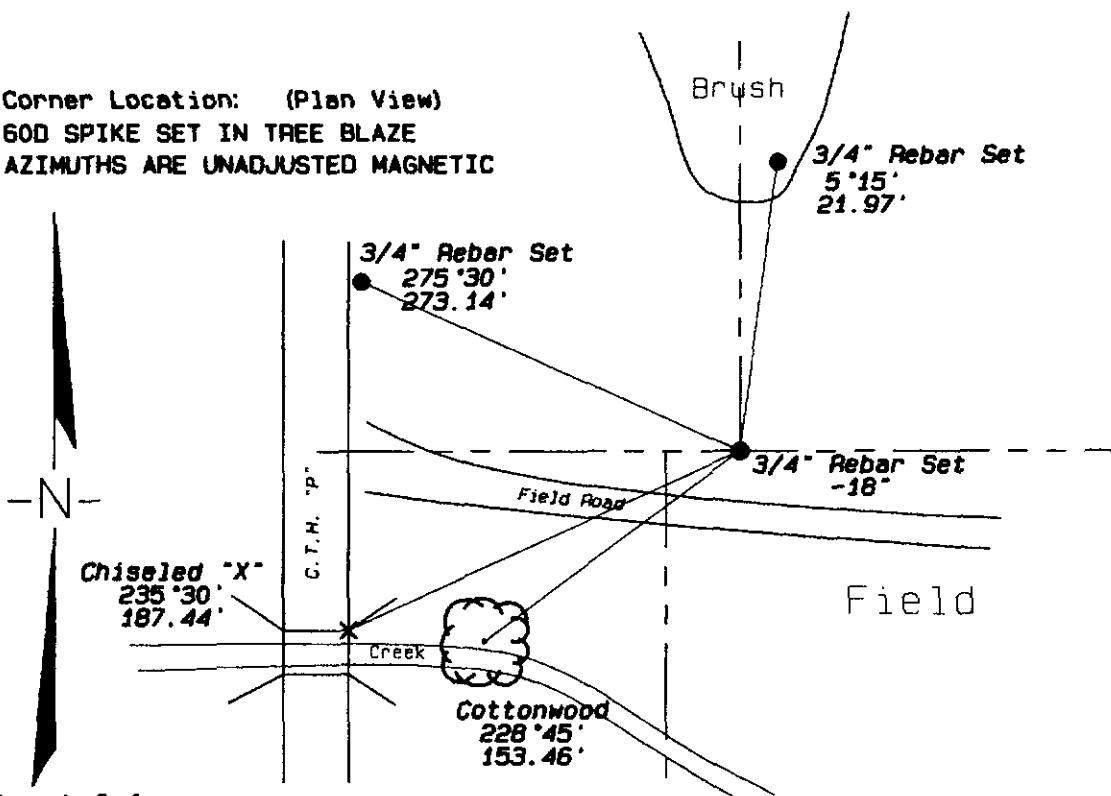 Corner Location: (Plan View)
60D SPIKE SET IN TREE BLAZE
AZIMUTHS ARE UNADJUSTED MAGNETIC
Brush
3/4" Rebar Set
5°15'
21.97'
3/4" Rebar Set
275°30'
273.14'
3/4" Rebar Set
-18"
-N-
C.T.H. "P"
Field Road
Chiseled "X"
235°30'
187.44'
Field
Creek
Cottonwood
228°45'
153.46'